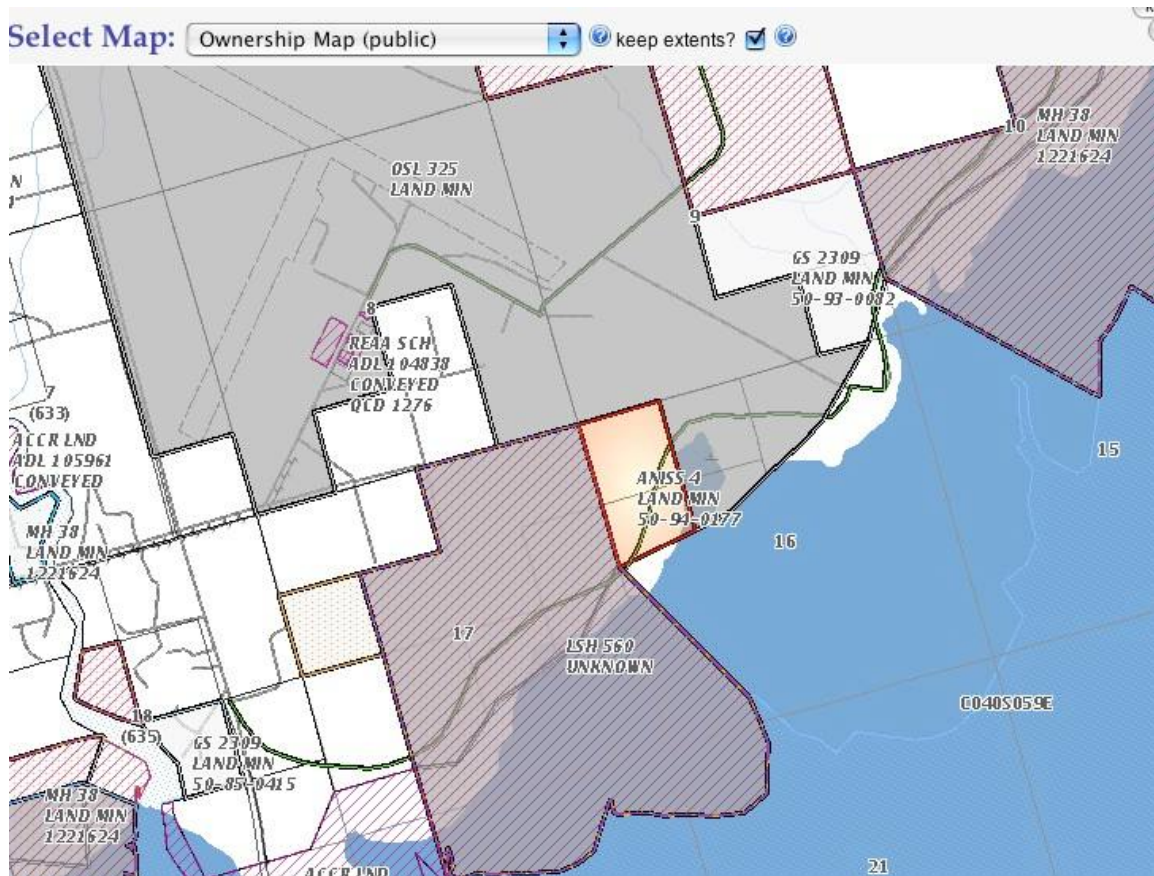 Select Map: Ownership Map (public) keep extents?
MH 38
LAND MIN
1221624
10
OSL 325
LAND MIN
N
9
GS 2309
LAND MIN
50-93-0082
8
REAA SCH
ADL 104838
CONVEYED
QCD 1276
7
(633)
ACCR LND
ADL 105961
CONVEYED
15
ANISS 4
LAND MIN
50-94-0177
MH 38
LAND MIN
1221624
16
17
LSH 560
UNKNOWN
C040S059E
18
(635)
GS 2309
LAND MIN
50-85-0415
MH 38
LAND MIN
1221624
21
ACCR LND